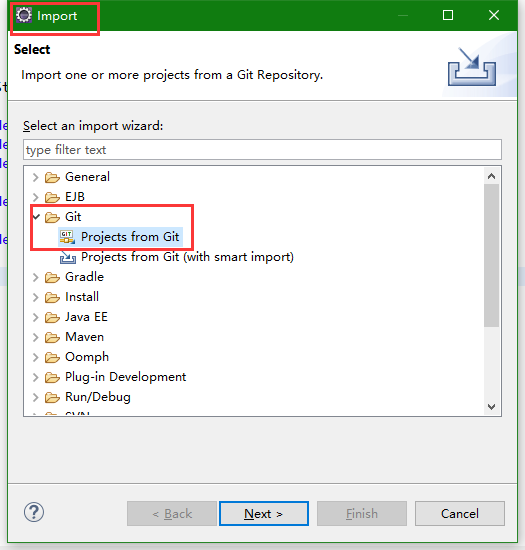 Import
Select
Import one or more projects from a Git Repository.
Select an import wizard:
type filter text
General
EJB
Git
GIT
Projects from Git
Projects from Git (with smart import)
Gradle
Install
Java EE
Maven
Oomph
Plug-in Development
Run/Debug
SVN
?
< Back
Next >
Finish
Cancel